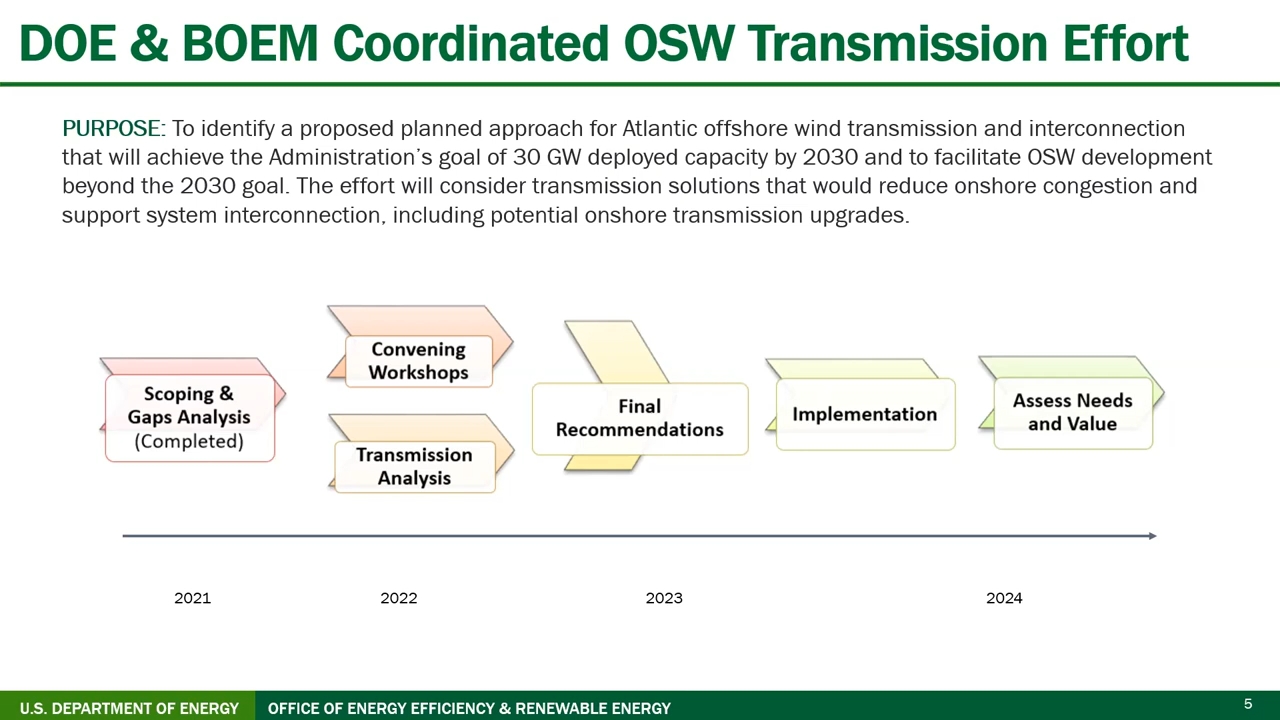 DOE & BOEM Coordinated OSW Transmission Effort
PURPOSE: To identify a proposed planned approach for Atlantic offshore wind transmission and interconnection
that will achieve the Administration’s goal of 30 GW deployed capacity by 2030 and to facilitate OSW development
beyond the 2030 goal. The effort will consider transmission solutions that would reduce onshore congestion and
support system interconnection, including potential onshore transmission upgrades.
Scoping &
Gaps Analysis
(Completed)
Convening
Workshops
Transmission
Analysis
Final
Recommendations
Implementation
Assess Needs
and Value
2021
2022
2023
2024
U.S. DEPARTMENT OF ENERGY
OFFICE OF ENERGY EFFICIENCY & RENEWABLE ENERGY
5